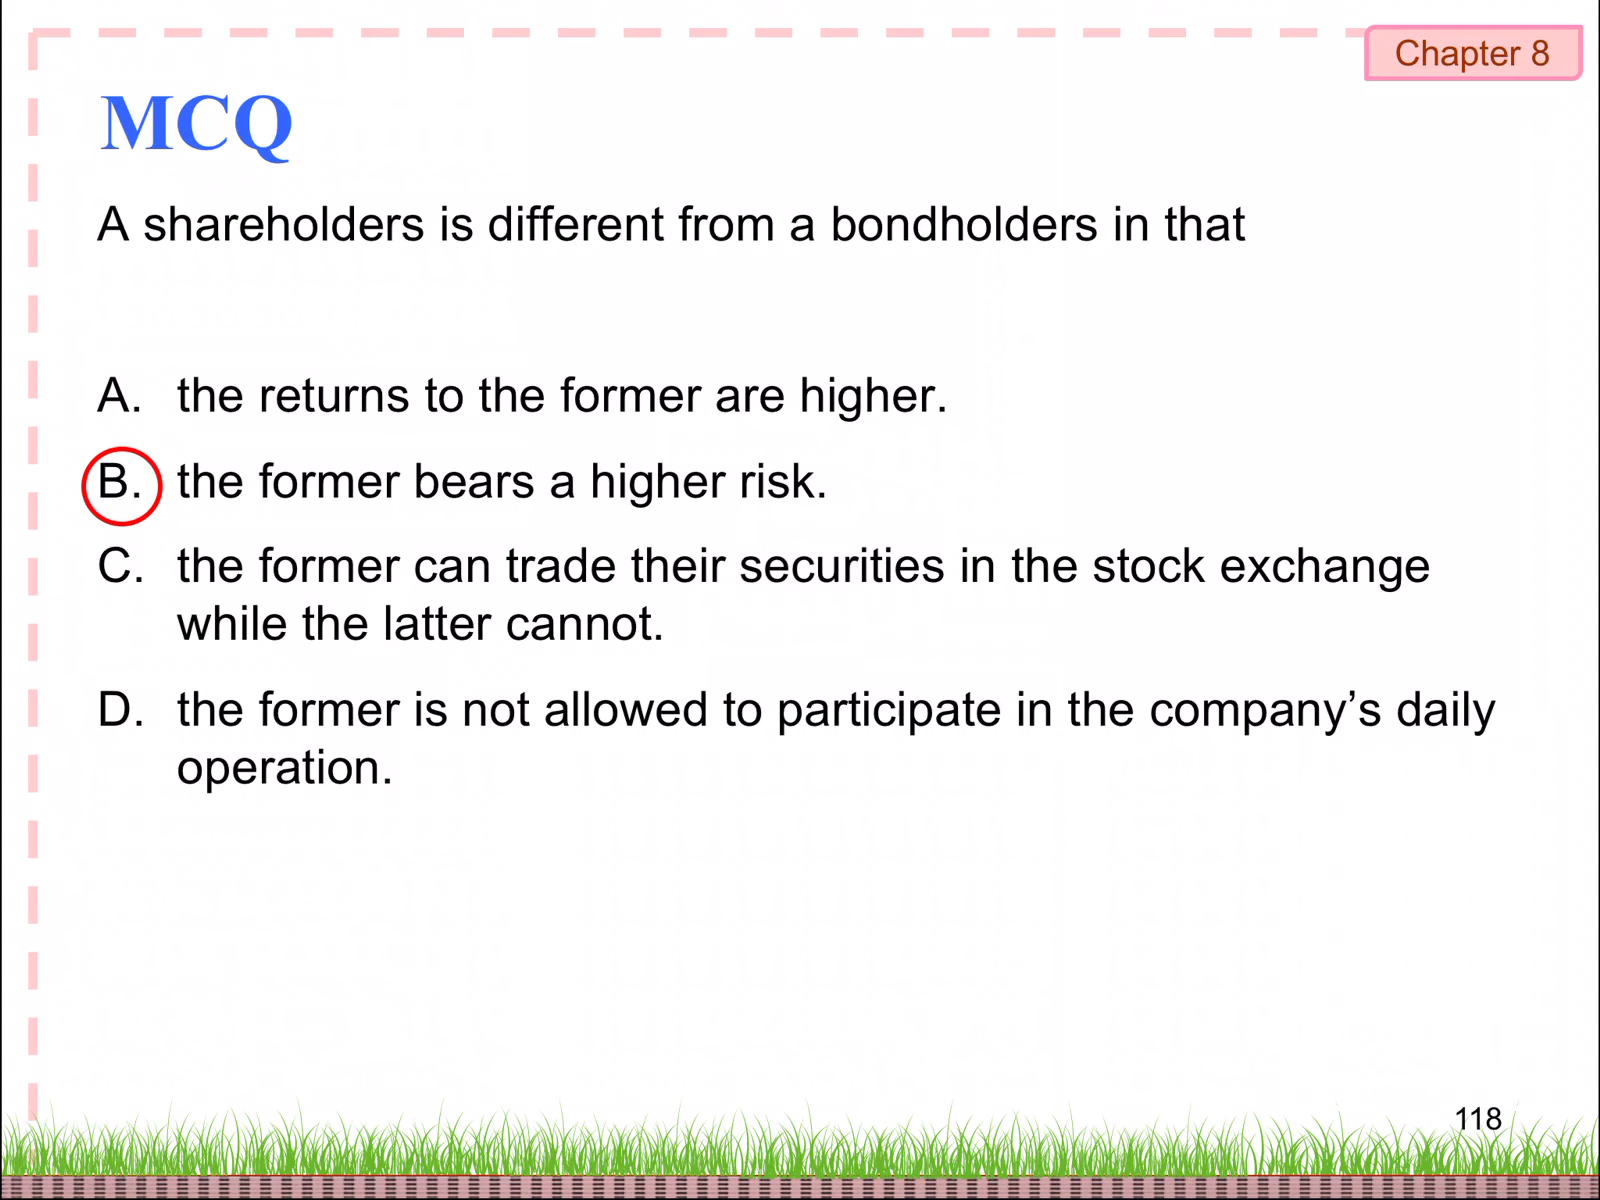 Chapter 8
MCQ
A shareholders is different from a bondholders in that
A. the returns to the former are higher.
B. the former bears a higher risk.
C. the former can trade their securities in the stock exchange
while the latter cannot.
D. the former is not allowed to participate in the company’s daily
operation.
118